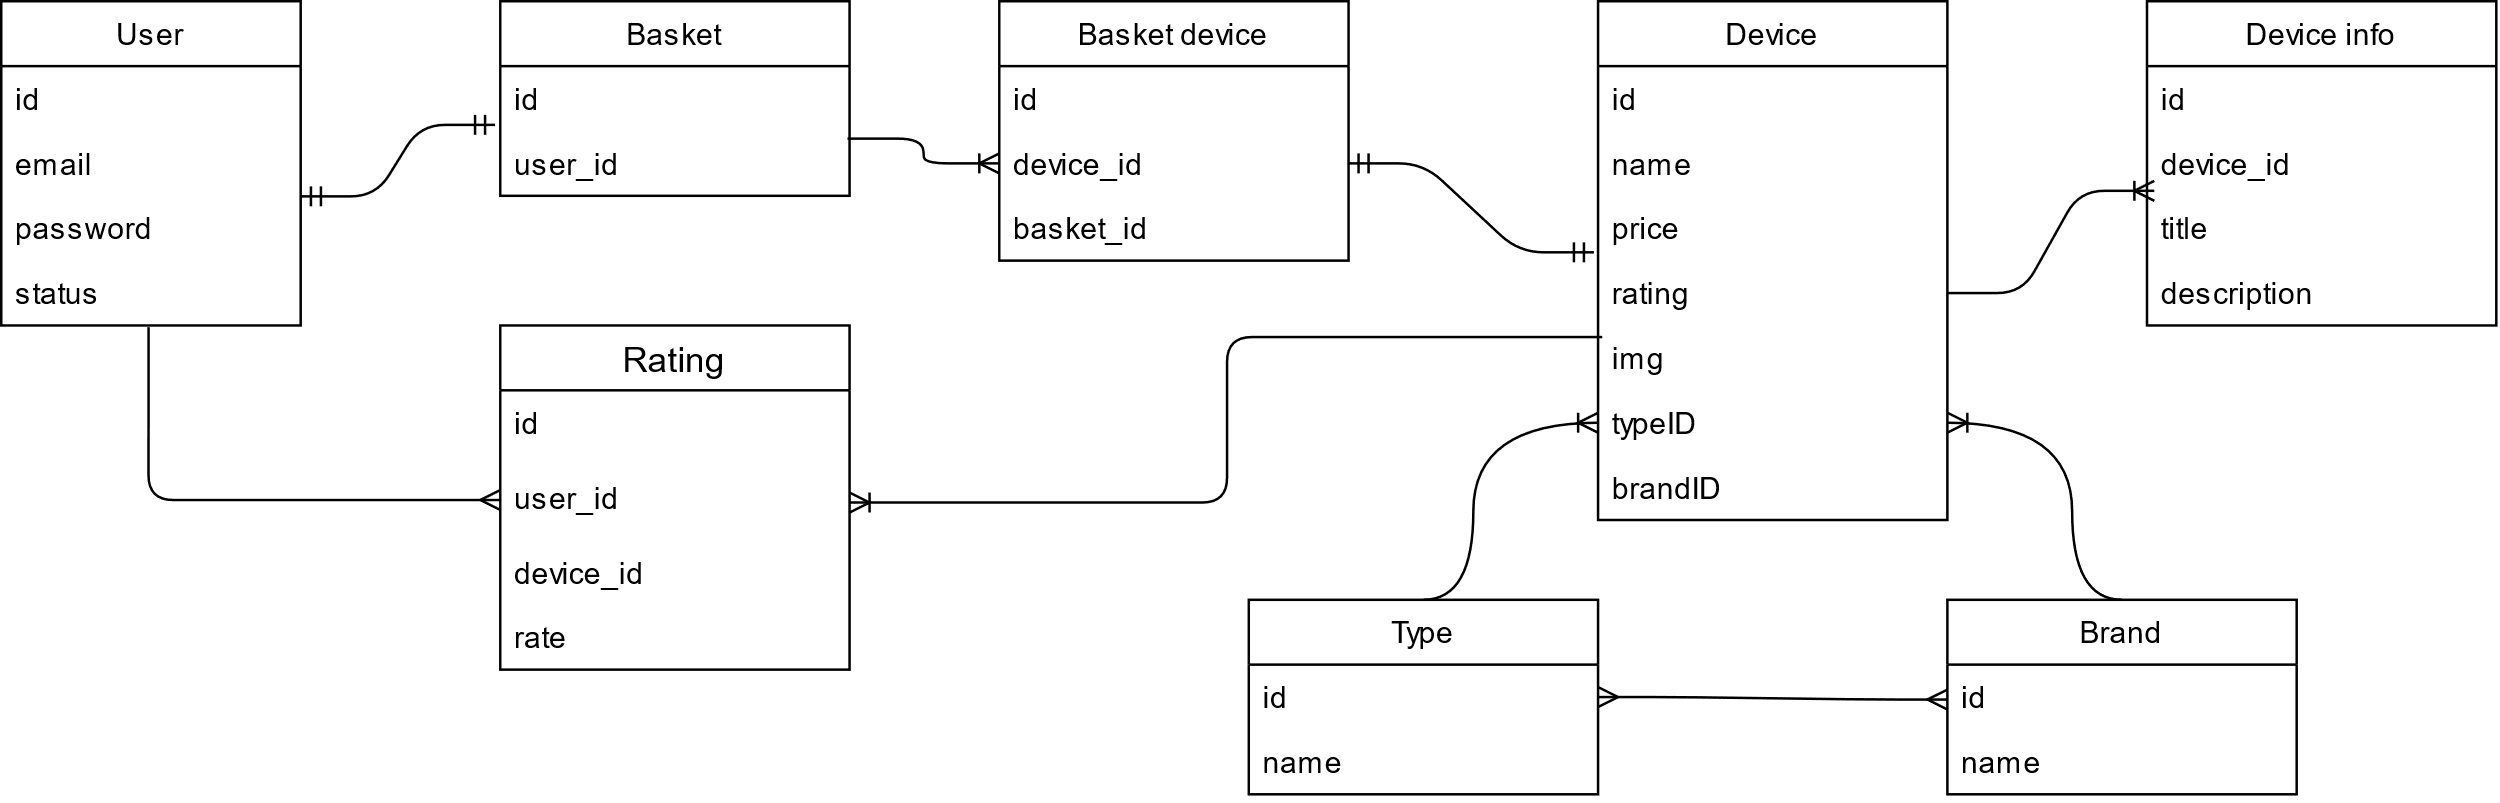 User
id
email
password
status
Basket
id
user_id
Basket device
id
device_id
basket_id
Device
id
name
price
rating
img
typeID
brandID
Device info
id
device_id
title
description
Rating
id
user_id
device_id
rate
Type
id
name
Brand
id
name